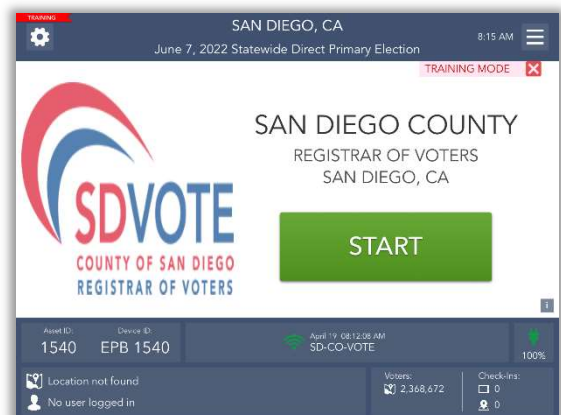 TRAINING
SAN DIEGO, CA
June 7, 2022 Statewide Direct Primary Election
8:15 AM
TRAINING MODE
SDVOTE
COUNTY OF SAN DIEGO
REGISTRAR OF VOTERS
SAN DIEGO COUNTY
REGISTRAR OF VOTERS
SAN DIEGO, CA
START
i
Asset ID:
1540
Device ID:
EPB 1540
April 19 08:12:08 AM
SD-CO-VOTE
100%
Location not found
No user logged in
Voters:
2,368,672
Check-Ins:
0
0